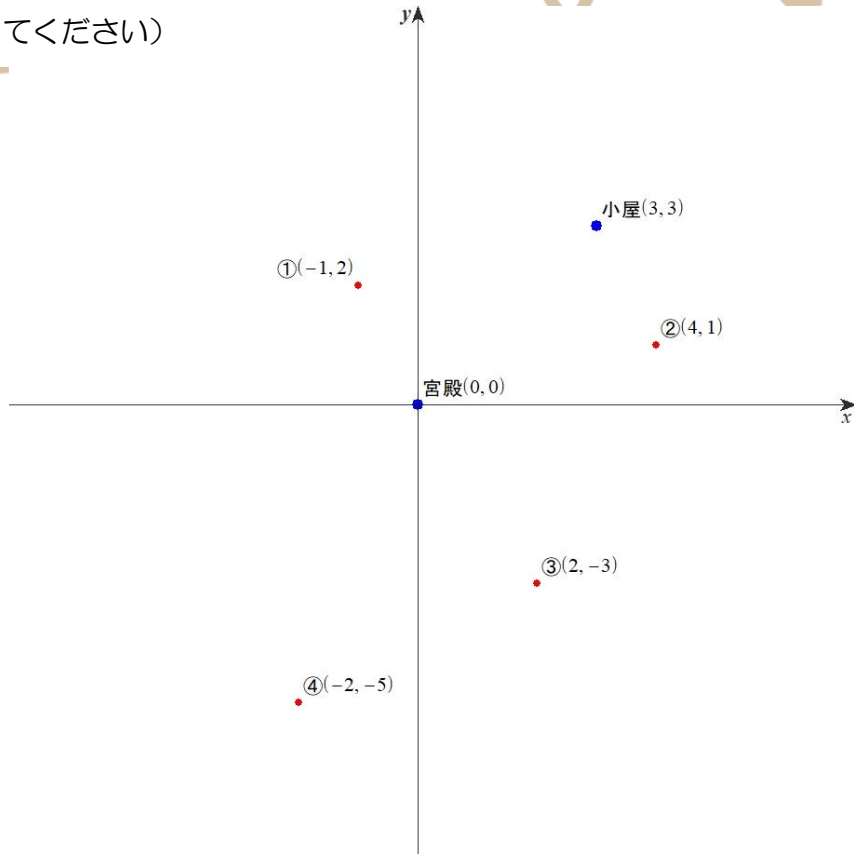 てください）
y
小屋(3, 3)
①(−1, 2)
②(4, 1)
宮殿(0, 0)
x
③(2, −3)
④(−2, −5)